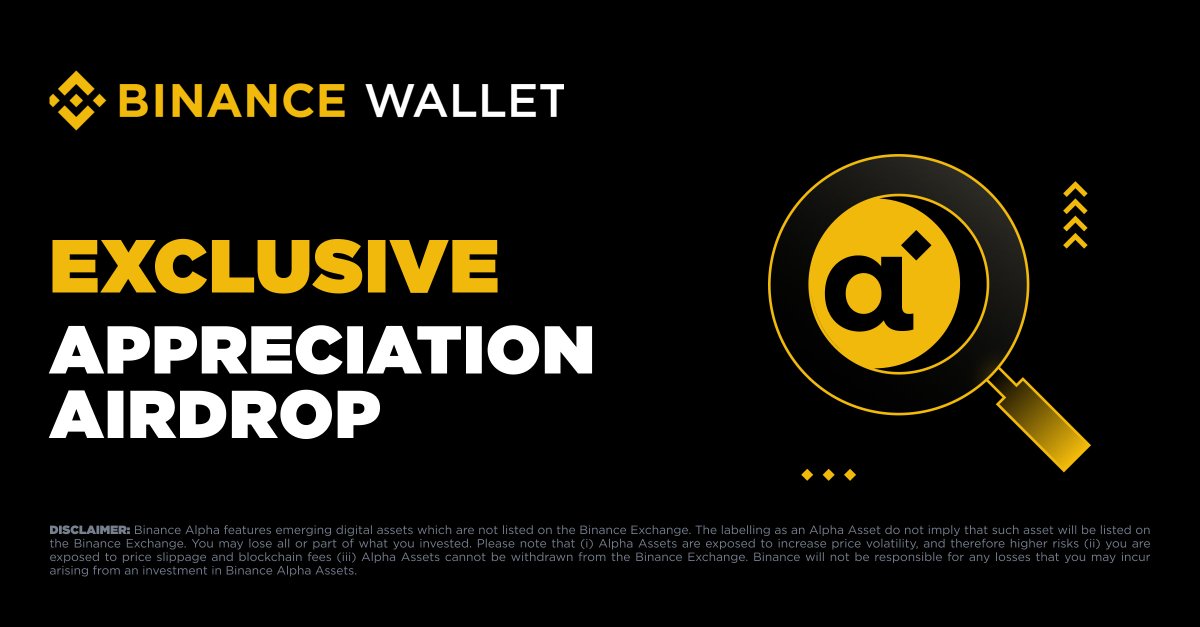 BINANCE WALLET
EXCLUSIVE
APPRECIATION
AIRDROP
a
DISCLAIMER: Binance Alpha features emerging digital assets which are not listed on the Binance Exchange. The labelling as an Alpha Asset do not imply that such asset will be listed on
the Binance Exchange. You may lose all or part of what you invested. Please note that (i) Alpha Assets are exposed to increase price volatility, and therefore higher risks (ii) you are
exposed to price slippage and blockchain fees (iii) Alpha Assets cannot be withdrawn from the Binance Exchange. Binance will not be responsible for any losses that you may incur
arising from an investment in Binance Alpha Assets.